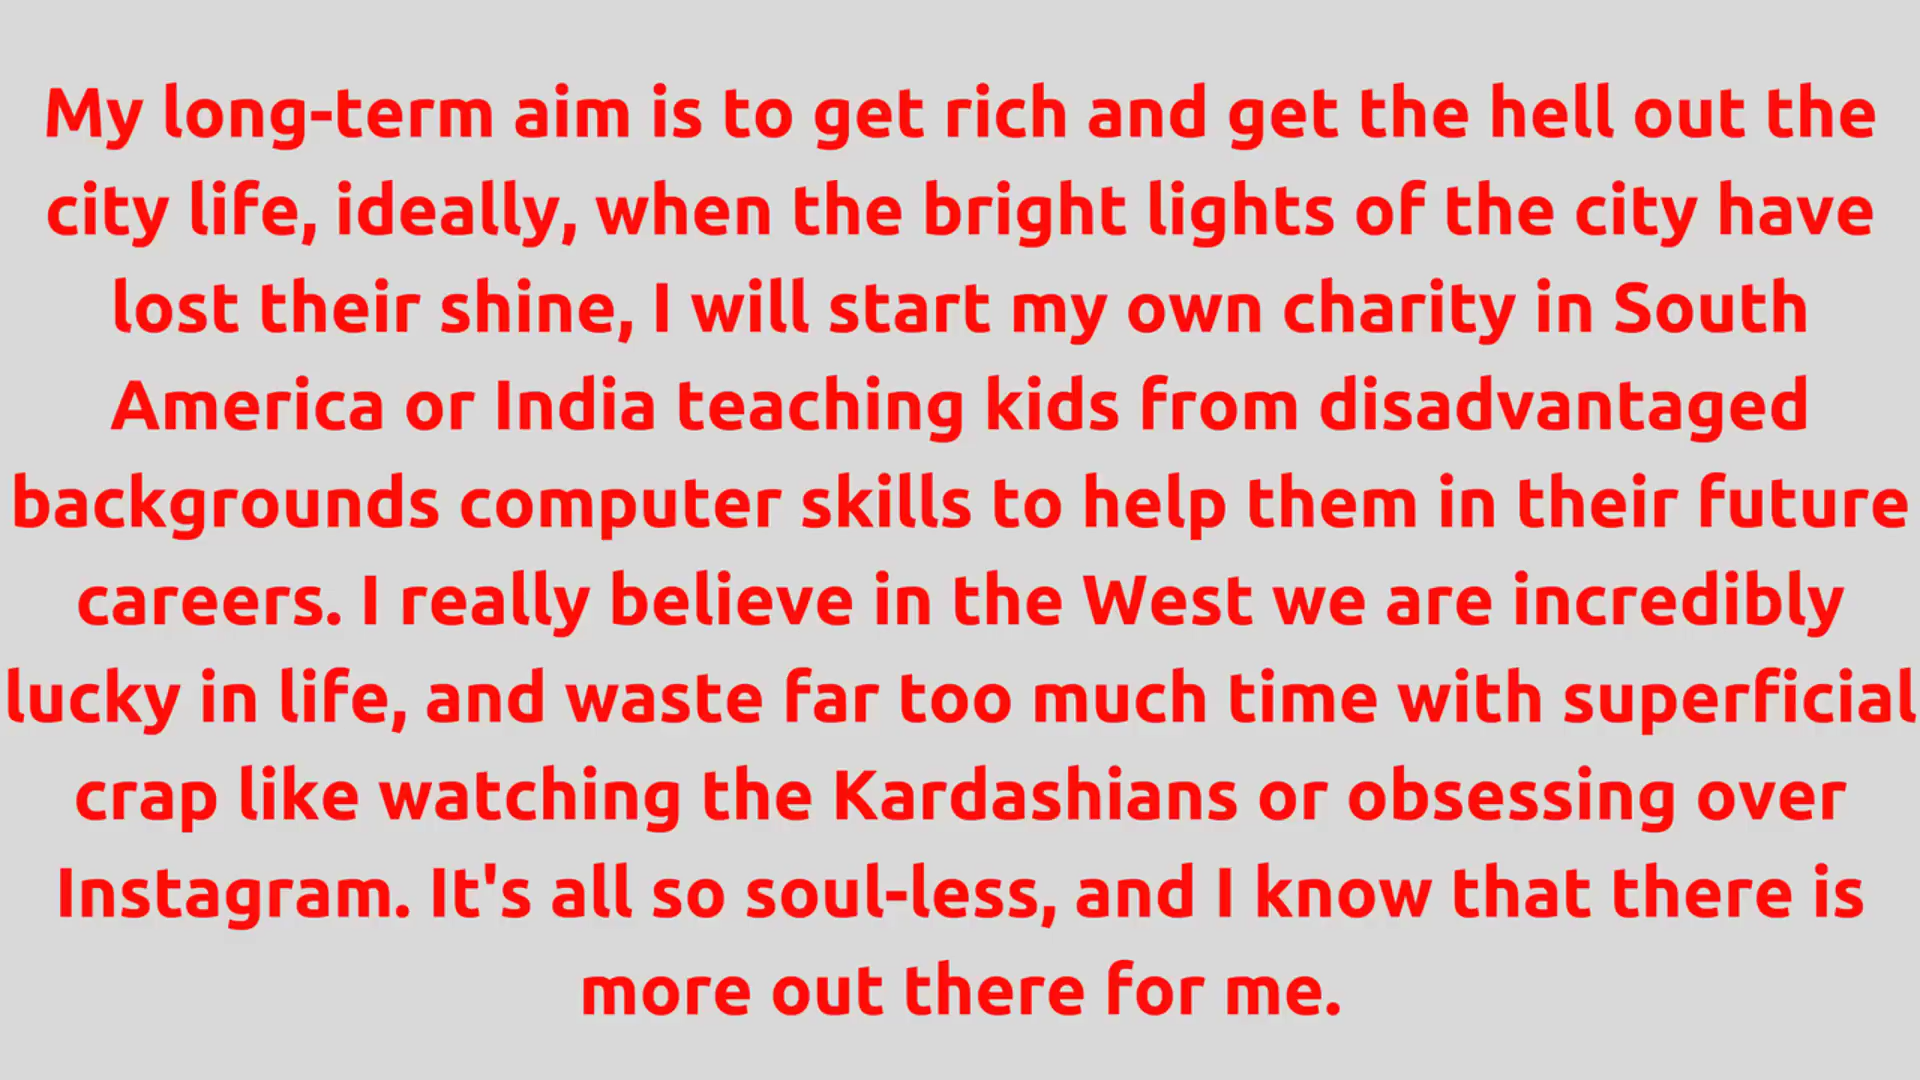 My long-term aim is to get rich and get the hell out the
city life, ideally, when the bright lights of the city have
lost their shine, I will start my own charity in South
America or India teaching kids from disadvantaged
backgrounds computer skills to help them in their future
careers. I really believe in the West we are incredibly
lucky in life, and waste far too much time with superficial
crap like watching the Kardashians or obsessing over
Instagram. It's all so soul-less, and I know that there is
more out there for me.